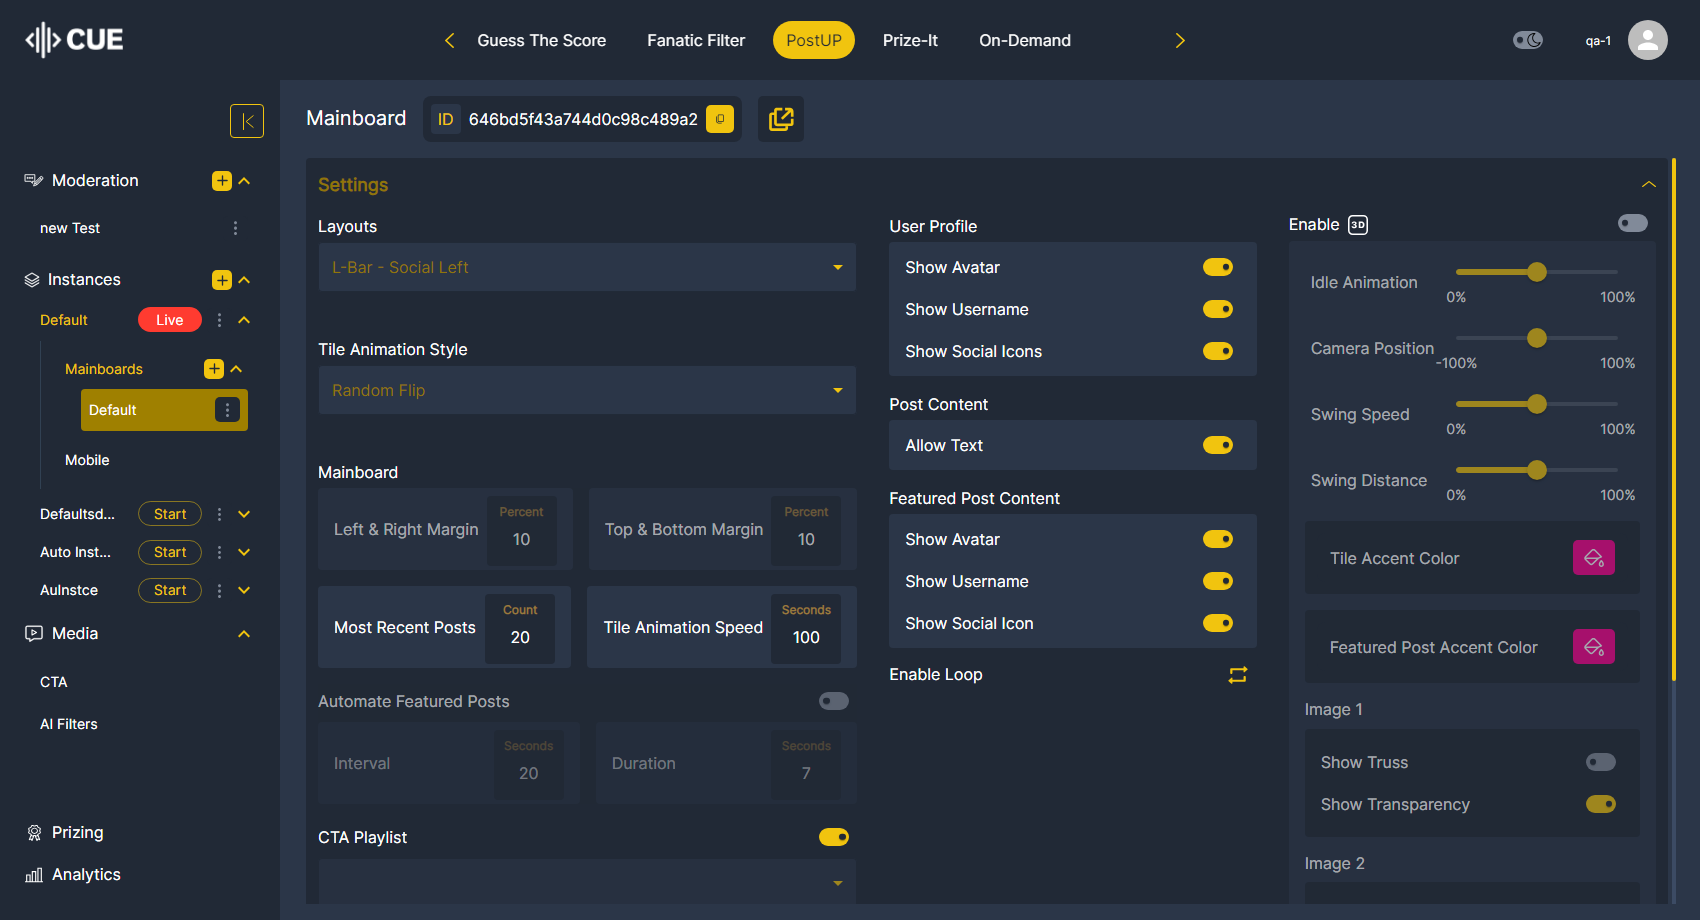 CUE
Guess The Score
Fanatic Filter
PostUP
Prize-It
On-Demand
qa-1
Moderation
new Test
Instances
Default
Live
Mainboards
Default
Mobile
Defaultsd...
Start
Auto Inst...
Start
AuInstce
Start
Media
CTA
AI Filters
Prizing
Analytics
Mainboard
ID
646bd5f43a744d0c98c489a2
Settings
Layouts
L-Bar - Social Left
Tile Animation Style
Random Flip
Mainboard
Left & Right Margin
Percent
10
Top & Bottom Margin
Percent
10
Most Recent Posts
Count
20
Tile Animation Speed
Seconds
100
Automate Featured Posts
Interval
Seconds
20
Duration
Seconds
7
CTA Playlist
User Profile
Show Avatar
Show Username
Show Social Icons
Post Content
Allow Text
Featured Post Content
Show Avatar
Show Username
Show Social Icon
Enable Loop
Enable
3D
Idle Animation
0%
100%
Camera Position
-100%
100%
Swing Speed
0%
100%
Swing Distance
0%
100%
Tile Accent Color
Featured Post Accent Color
Image 1
Show Truss
Show Transparency
Image 2